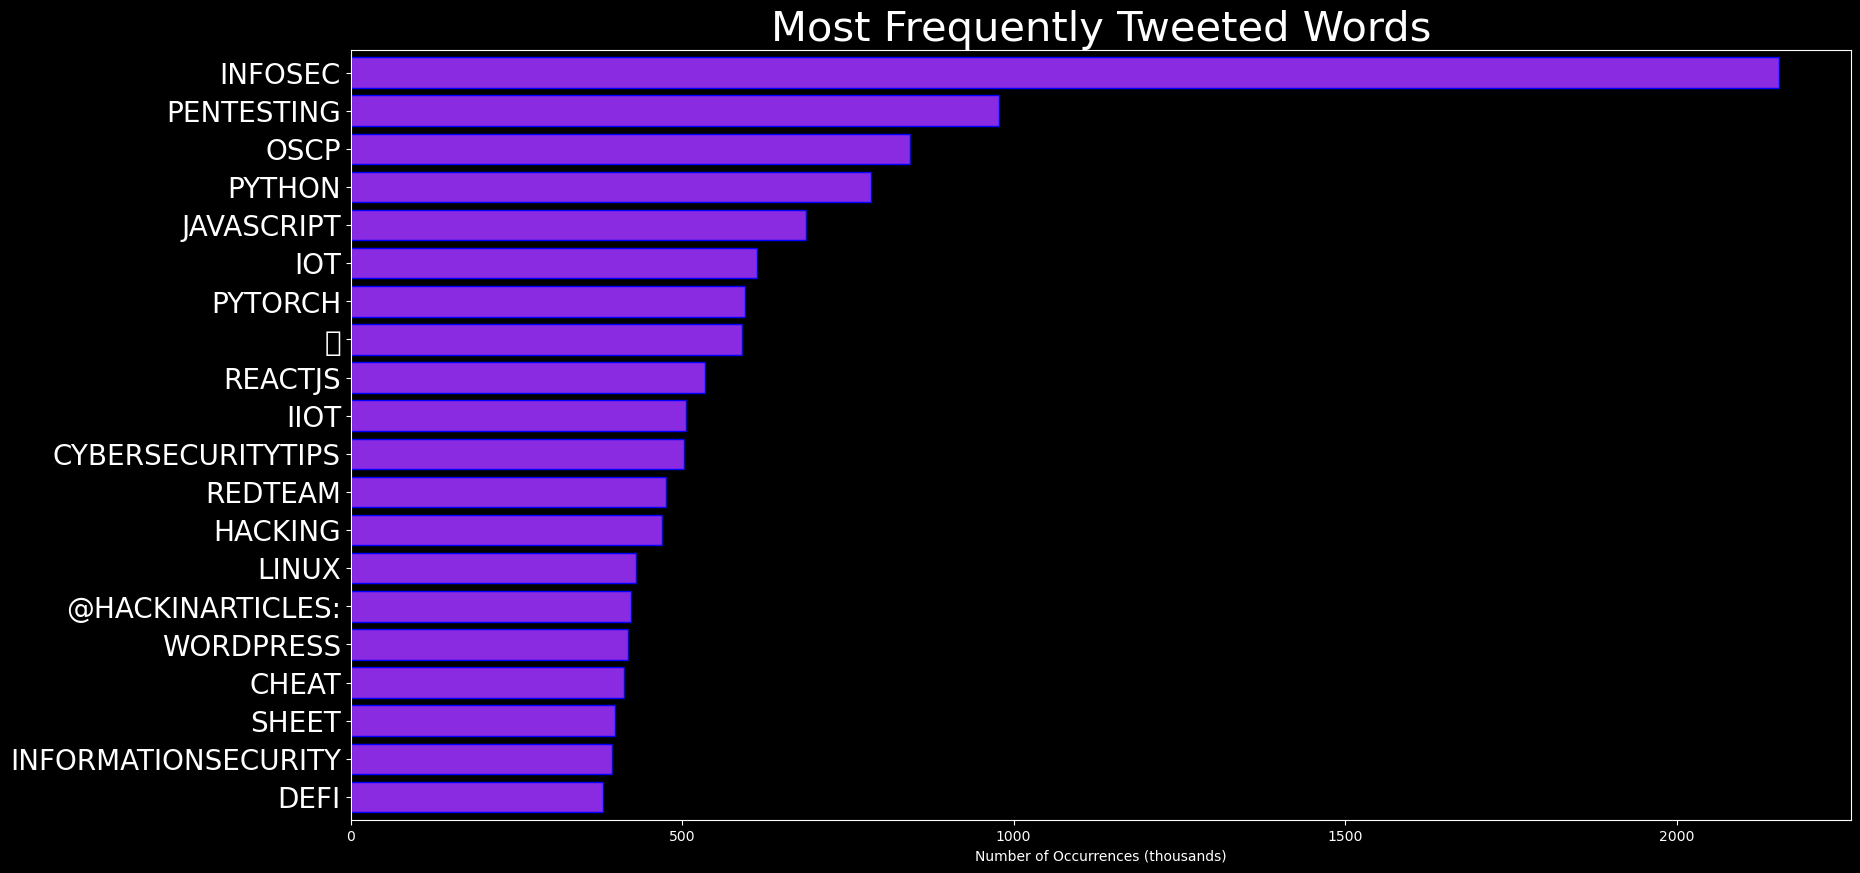 Most Frequently Tweeted Words
INFOSEC
PENTESTING
OSCP
PYTHON
JAVASCRIPT
IOT
PYTORCH
REACTJS
IIOT
CYBERSECURITYTIPS
REDTEAM
HACKING
LINUX
@HACKINARTICLES:
WORDPRESS
CHEAT
SHEET
INFORMATIONSECURITY
DEFI
0 500 1000 1500 2000
Number of Occurrences (thousands)